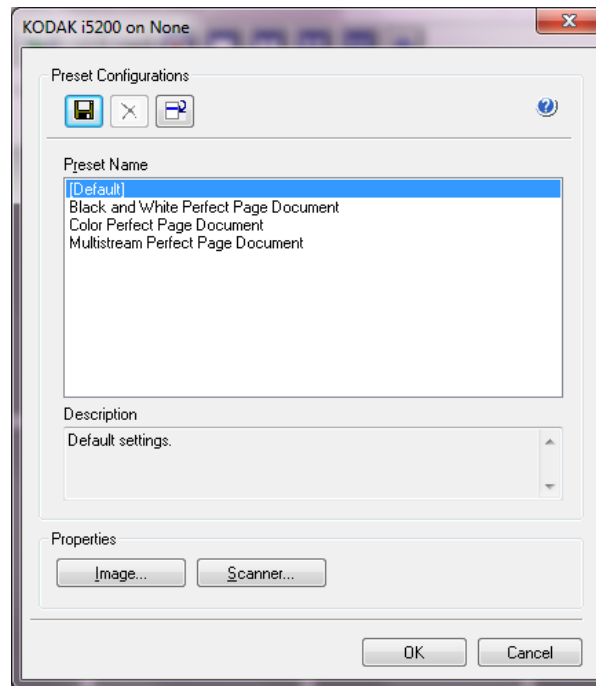 KODAK i5200 on None
Preset Configurations
Preset Name
[Default]
Black and White Perfect Page Document
Color Perfect Page Document
Multistream Perfect Page Document
Description
Default settings.
Properties
Image... Scanner...
OK Cancel